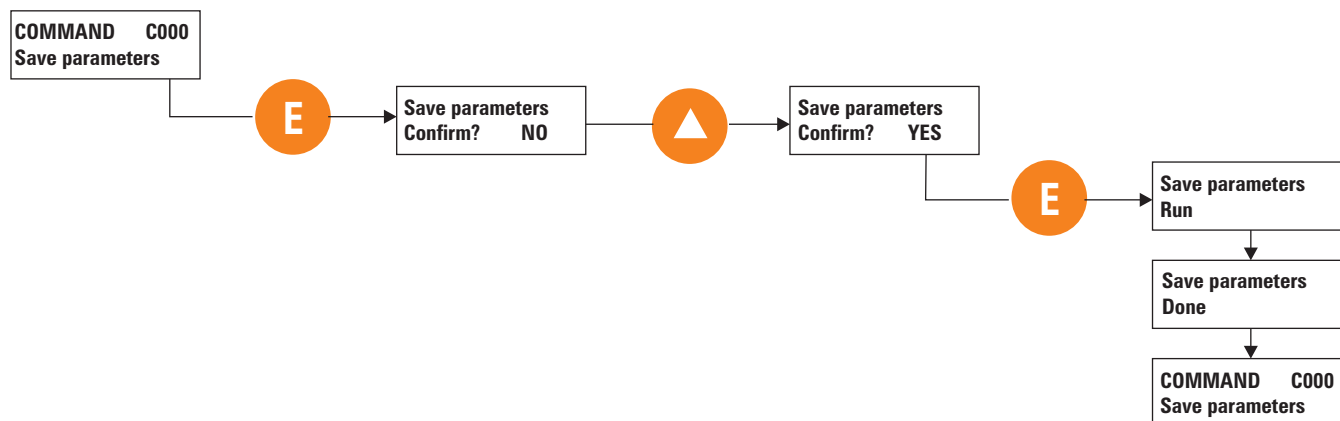 COMMAND C000
Save parameters
E
Save parameters
Confirm? NO
Save parameters
Confirm? YES
E
Save parameters
Run
Save parameters
Done
COMMAND C000
Save parameters